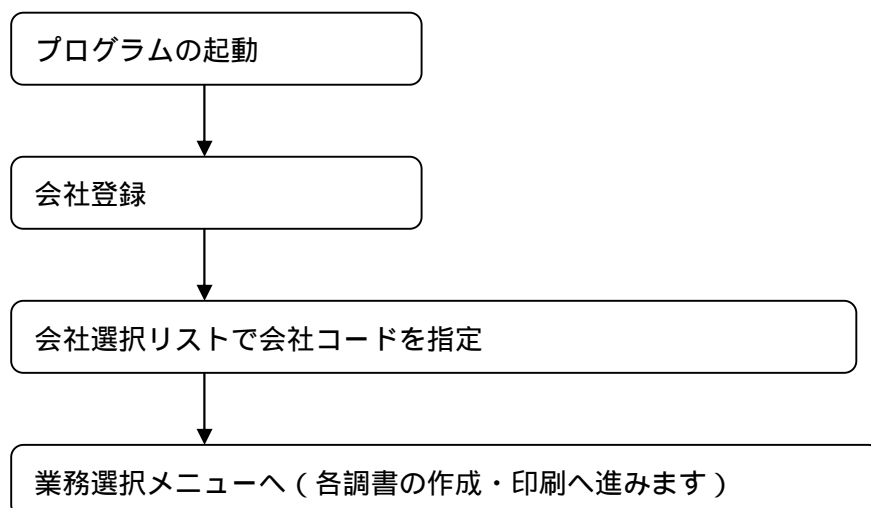 プログラムの起動
会社登録
会社選択リストで会社コードを指定
業務選択メニューへ（各調書の作成・印刷へ進みます）